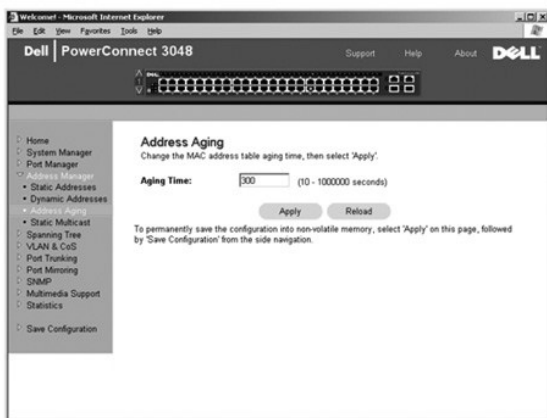 Welcome! - Microsoft Internet Explorer
File Edit View Favorites Tools Help
Dell | PowerConnect 3048
Support Help About DELL
Home
System Manager
Port Manager
Address Manager
Static Addresses
Dynamic Addresses
Address Aging
Static Multicast
Spanning Tree
VLAN & CoS
Port Trunking
Port Mirroring
SNMP
Multimedia Support
Statistics
Save Configuration
Address Aging
Change the MAC address table aging time, then select 'Apply'.
Aging Time: 300 (10 - 1000000 seconds)
Apply Reload
To permanently save the configuration into non-volatile memory, select 'Apply' on this page, followed
by 'Save Configuration' from the side navigation.